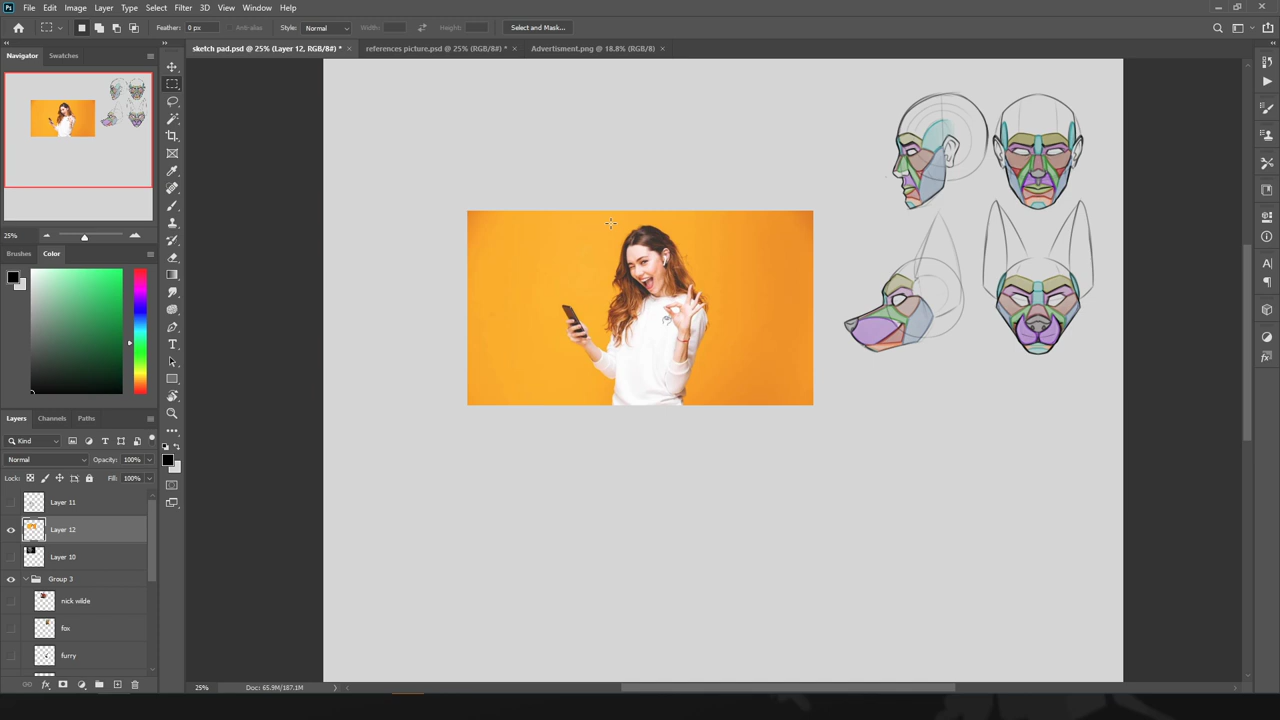 Ps File Edit Image Layer Type Select Filter 3D View Window Help
Feather: 0 px Anti-alias Style: Normal Width: Height: Select and Mask...
sketch pad.psd @ 25% (Layer 12, RGB/8#) * × references picture.psd @ 25% (RGB/8#) * × Advertisment.png @ 18.8% (RGB/8) ×
Navigator Swatches
25%
Brushes Color
Layers Channels Paths
Kind
Normal Opacity: 100%
Lock: Fill: 100%
Layer 11
Layer 12
Layer 10
Group 3
nick wilde
fox
furry
25% Doc: 65.9M/187.1M